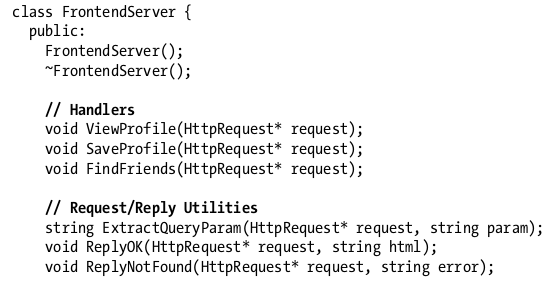 class FrontendServer {
  public:
    FrontendServer();
    ~FrontendServer();

    // Handlers
    void ViewProfile(HttpRequest* request);
    void SaveProfile(HttpRequest* request);
    void FindFriends(HttpRequest* request);

    // Request/Reply Utilities
    string ExtractQueryParam(HttpRequest* request, string param);
    void ReplyOK(HttpRequest* request, string html);
    void ReplyNotFound(HttpRequest* request, string error);